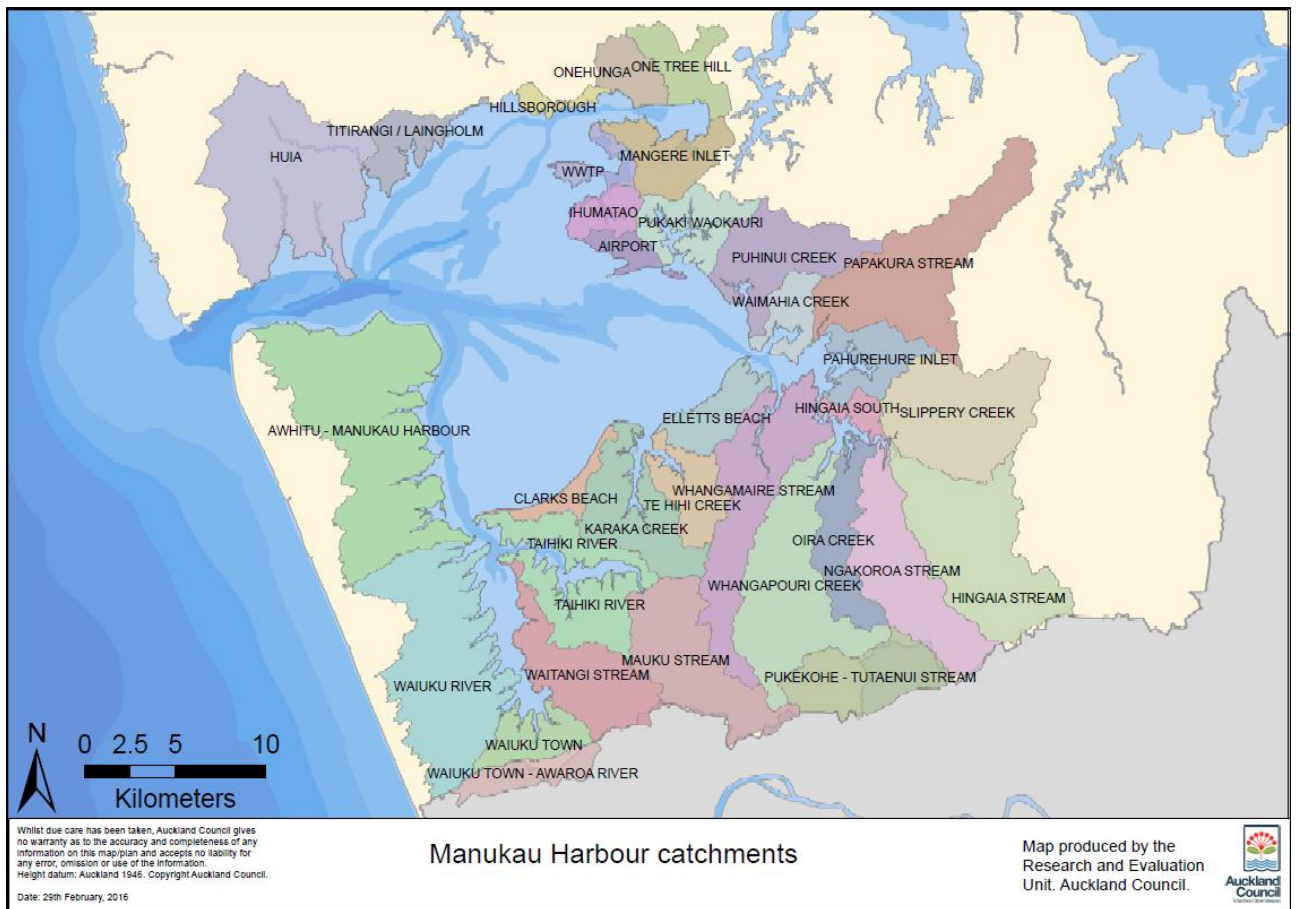 ONEHUNGA
ONE TREE HILL
HILLSBOROUGH
TITIRANGI / LAINGHOLM
HUIA
MANGERE INLET
WWTP
IHUMATAO
PUKAKI WAOKAURI
AIRPORT
PUHINUI CREEK
PAPAKURA STREAM
WAIMAHIA CREEK
PAHUREHURE INLET
HINGAIA SOUTH
SLIPPERY CREEK
ELLETTS BEACH
AWHITU - MANUKAU HARBOUR
WHANGAMAIRE STREAM
CLARKS BEACH
TE HIHI CREEK
KARAKA CREEK
TAIHIKI RIVER
OIRA CREEK
NGAKOROA STREAM
WHANGAPOURI CREEK
HINGAIA STREAM
TAIHIKI RIVER
MAUKU STREAM
WAITANGI STREAM
PUKEKOHE - TUTAENUI STREAM
WAIUKU RIVER
WAIUKU TOWN
WAIUKU TOWN - AWAROA RIVER
N
0 2.5 5 10
Kilometers
Whilst due care has been taken, Auckland Council gives
no warranty as to the accuracy and completeness of any
information on this map/plan and accepts no liability for
any error, omission or use of the information.
Height datum: Auckland 1946. Copyright Auckland Council.
Date: 29th February, 2016
Manukau Harbour catchments
Map produced by the
Research and Evaluation
Unit. Auckland Council.
Auckland
Council